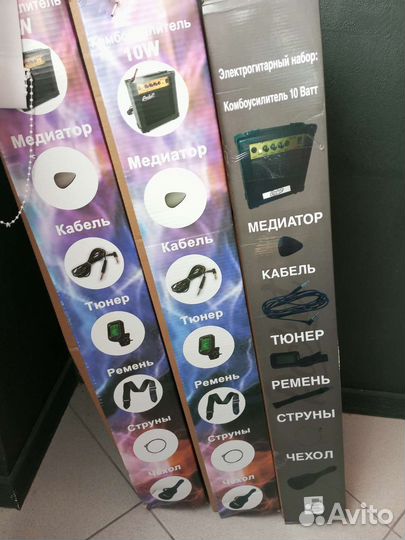 илитель
W
Медиатор
Кабель
Тюнер
Ремень
Струны
Чехол
Комбоусилитель
10W
Медиатор
Кабель
Тюнер
Ремень
Струны
Чехол
Электрогитарный набор:
Комбоусилитель 10 Ватт
МЕДИАТОР
КАБЕЛЬ
ТЮНЕР
РЕМЕНЬ
СТРУНЫ
ЧЕХОЛ
Avito